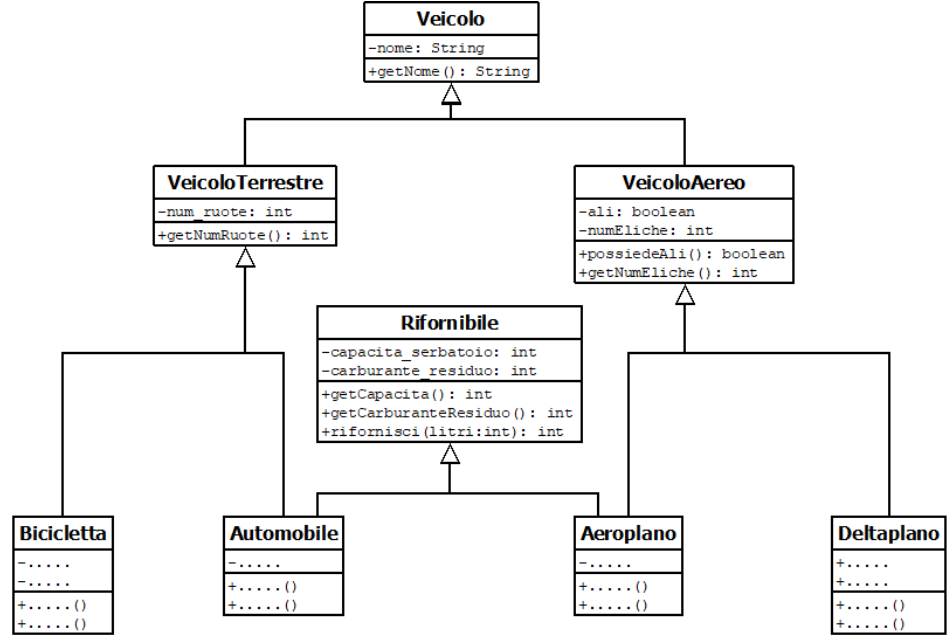 Veicolo
-nome: String
+getNome(): String
VeicoloTerrestre
-num_ruote: int
+getNumRuote(): int
VeicoloAereo
-ali: boolean
-numEliche: int
+possiedeAli(): boolean
+getNumEliche(): int
Rifornibile
-capacita_serbatoio: int
-carburante_residuo: int
+getCapacita(): int
+getCarburanteResiduo(): int
+rifornisci(litri:int): int
Bicicletta
-.....
-.....
+.....()
+.....()
Automobile
-.....
+.....()
+.....()
Aeroplano
-.....
+.....()
+.....()
Deltaplano
+.....
+.....
+.....()
+.....()